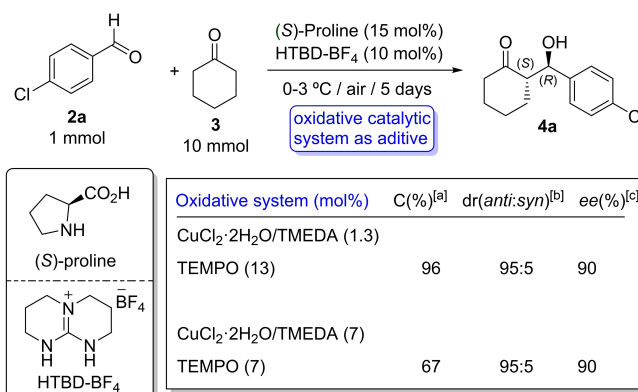 (S)-Proline (15 mol%)
HTBD-BF4 (10 mol%)
O
H
Cl
2a
1 mmol
+
O
3
10 mmol
0-3 ºC / air / 5 days
oxidative catalytic
system as aditive
O OH
(S)
(R)
4a
CO2H
NH
(S)-proline
+
N
–
BF4
N N
H H
HTBD-BF4
Oxidative system (mol%) C(%)[a] dr(anti:syn)[b] ee(%)[c]
CuCl2·2H2O/TMEDA (1.3)
TEMPO (13) 96 95:5 90
CuCl2·2H2O/TMEDA (7)
TEMPO (7) 67 95:5 90